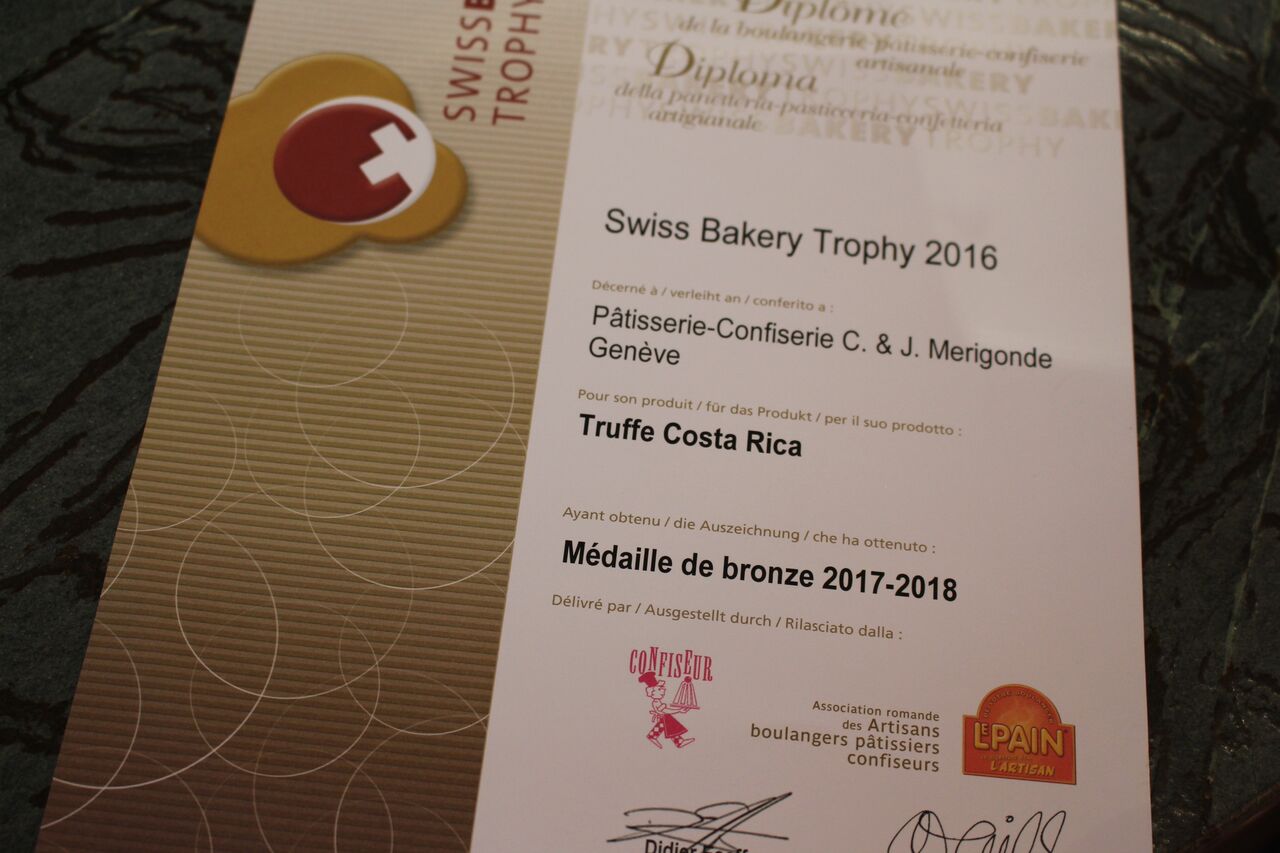 SWISSB
TROPHY
Diplôme
de la boulangerie-pâtisserie-confiserie
artisanale
Diploma
della panetteria-pasticceria-confetteria
artigianale
Swiss Bakery Trophy 2016
Décerné à / verleiht an / conferito a :
Pâtisserie-Confiserie C. & J. Merigonde
Genève
Pour son produit / für das Produkt / per il suo prodotto :
Truffe Costa Rica
Ayant obtenu / die Auszeichnung / che ha ottenuto :
Médaille de bronze 2017-2018
Délivré par / Ausgestellt durch / Rilasciato dalla :
CONFISEUR
Association romande
des Artisans
boulangers pâtissiers
confiseurs
LE PAIN
L'ARTISAN
Didier